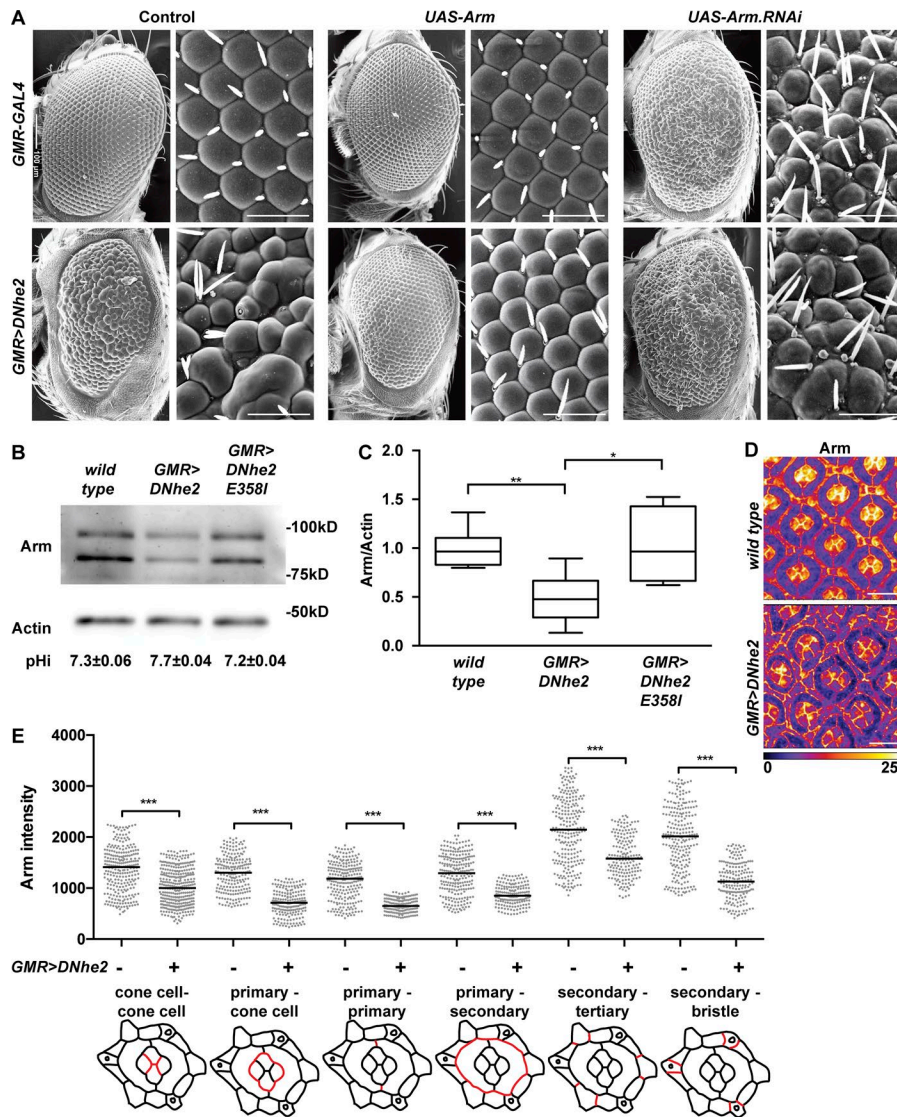 A
Control
UAS-Arm
UAS-Arm.RNAi
GMR-GAL4
100 µm
GMR>DNhe2
B
wild type
GMR> DNhe2
GMR> DNhe2 E358I
Arm
-100kD
-75kD
Actin
-50kD
pHi 7.3±0.06 7.7±0.04 7.2±0.04
C
Arm/Actin
2.0
1.5
1.0
0.5
0.0
** *
wild type
GMR> DNhe2
GMR> DNhe2 E358I
D
Arm
wild type
GMR>DNhe2
0 25
E
Arm intensity
4000
3000
2000
1000
0
*** *** *** *** *** ***
GMR>DNhe2 - + - + - + - + - + - +
cone cell- cone cell
primary - cone cell
primary - primary
primary - secondary
secondary - tertiary
secondary - bristle